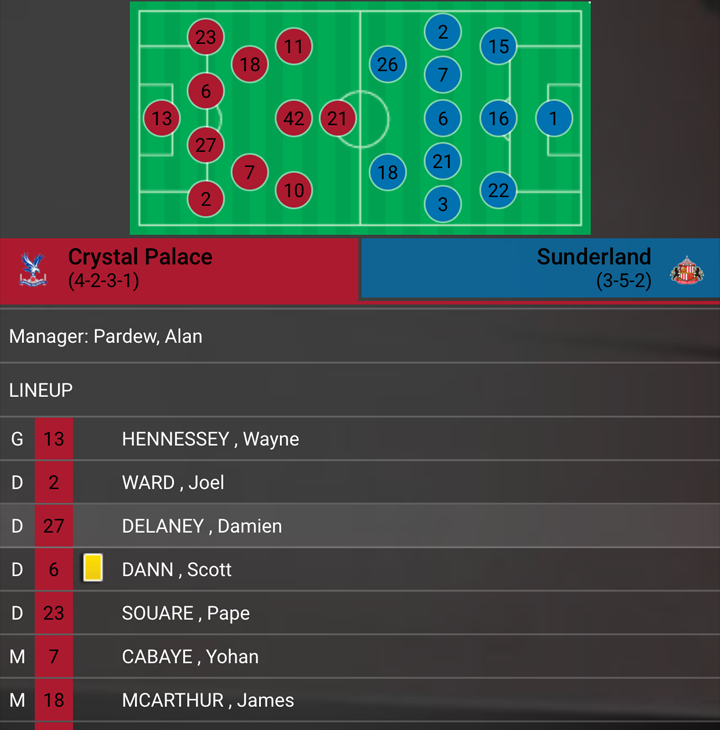 23
11
2
15
18
26
7
6
13
42
21
6
16
1
27
21
7
18
10
22
2
3
Crystal Palace
(4-2-3-1)
Sunderland
(3-5-2)
Manager: Pardew, Alan
LINEUP
G 13 HENNESSEY , Wayne
D 2 WARD , Joel
D 27 DELANEY , Damien
D 6 DANN , Scott
D 23 SOUARE , Pape
M 7 CABAYE , Yohan
M 18 MCARTHUR , James